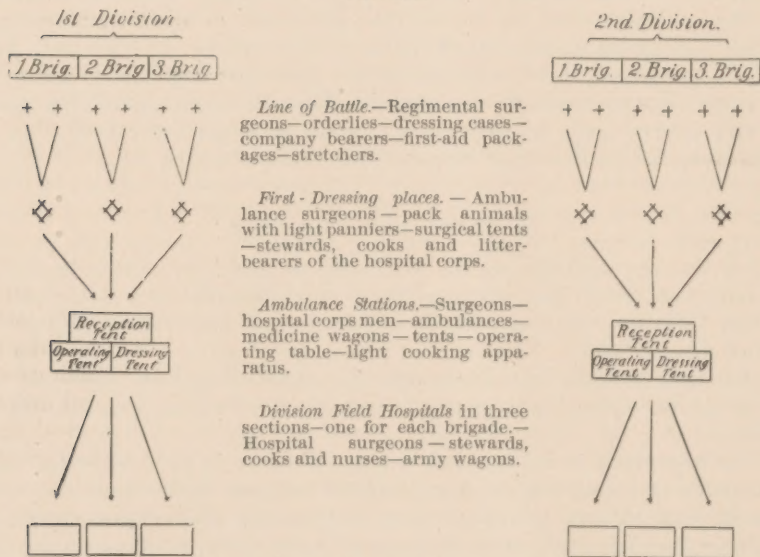 1st Division
1 Brig. 2 Brig 3. Brig
2nd Division.
1 Brig. 2. Brig. 3. Brig.
Line of Battle.—Regimental sur-
geons—orderlies—dressing cases—
company bearers—first-aid pack-
ages—stretchers.
First - Dressing places. — Ambu-
lance surgeons — pack animals
with light panniers—surgical tents
—stewards, cooks and litter-
bearers of the hospital corps.
Reception
Tent
Operating Dressing
Tent Tent
Ambulance Stations.—Surgeons—
hospital corps men—ambulances—
medicine wagons — tents — opera-
ting table—light cooking appa-
ratus.
Reception
Tent
Operating Dressing
Tent Tent
Division Field Hospitals in three
sections—one for each brigade.—
Hospital surgeons — stewards,
cooks and nurses—army wagons.